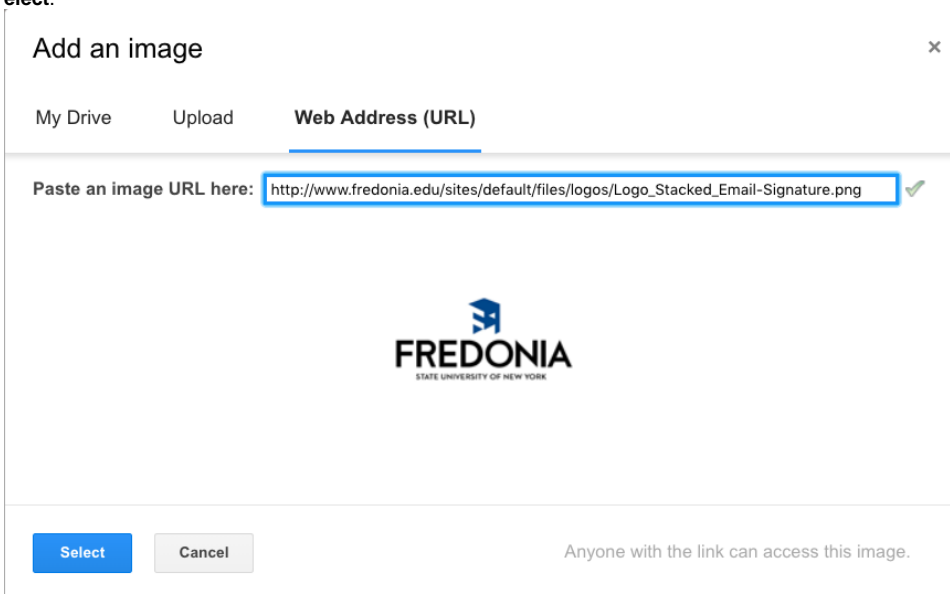 elect.
Add an image ×
My Drive Upload Web Address (URL)
Paste an image URL here: http://www.fredonia.edu/sites/default/files/logos/Logo_Stacked_Email-Signature.png
FREDONIA
STATE UNIVERSITY OF NEW YORK
Select Cancel Anyone with the link can access this image.